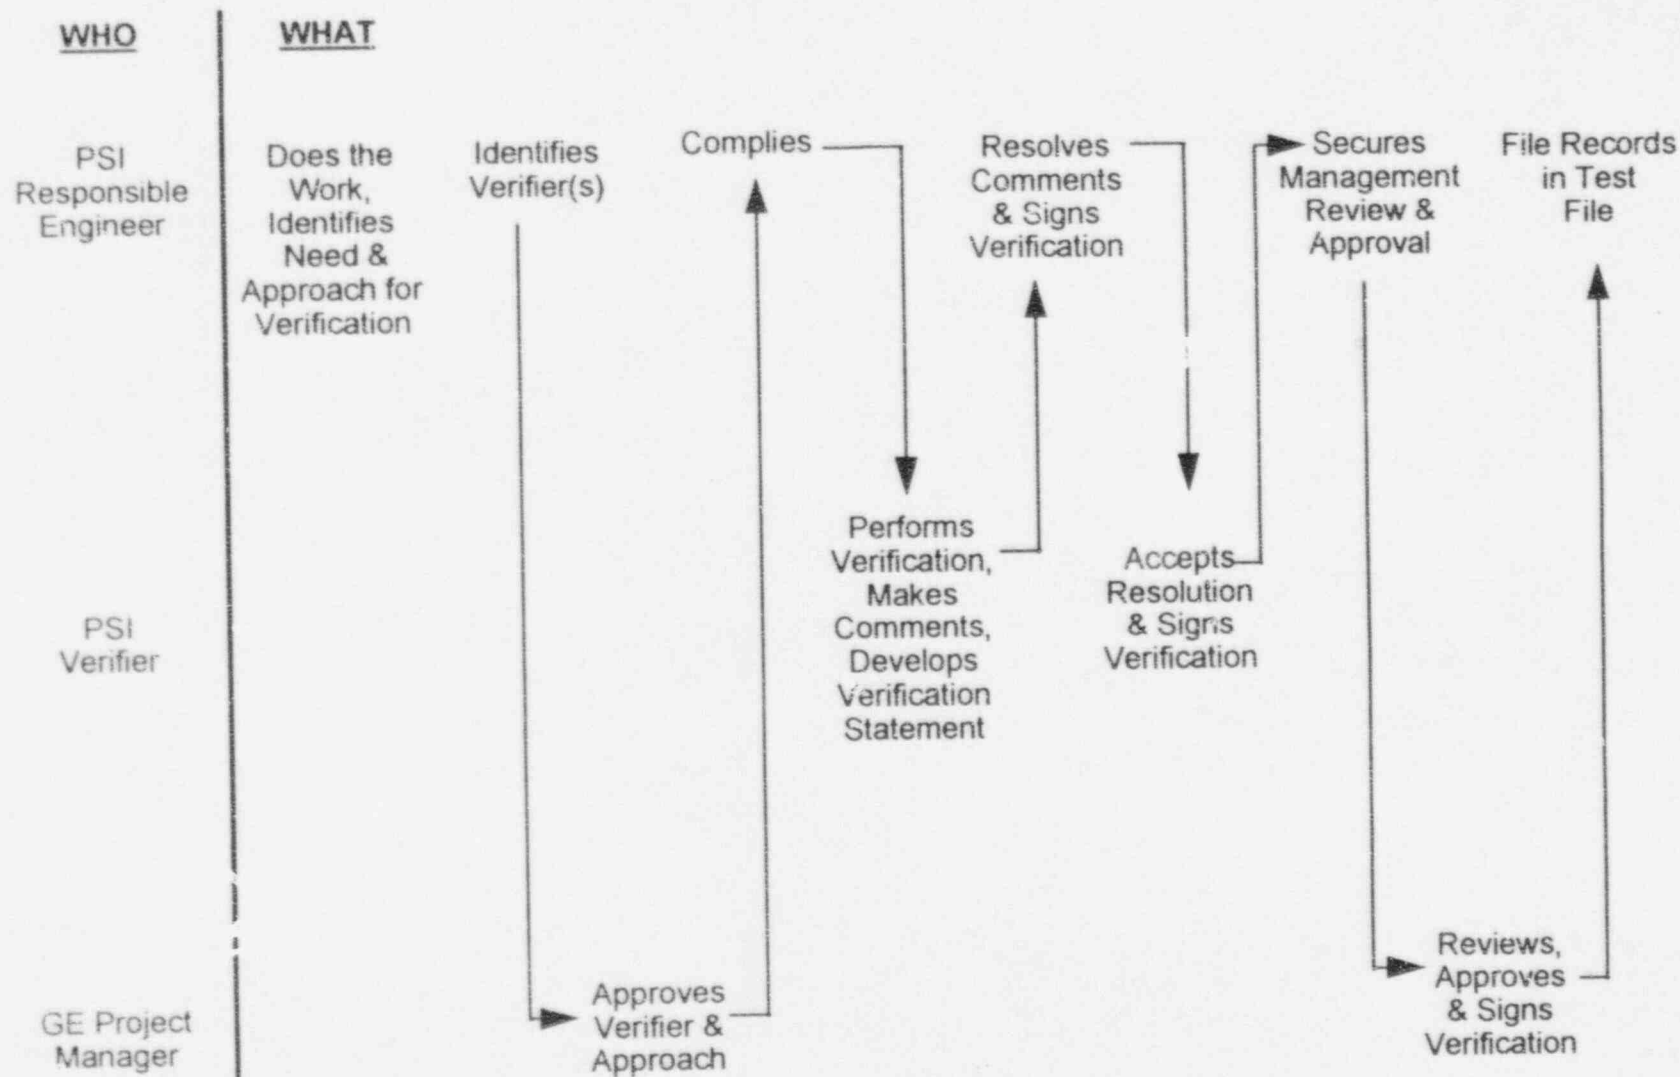 WHO
WHAT
PSI
Responsible
Engineer
Does the
Work,
Identifies
Need &
Approach for
Verification
Identifies
Verifier(s)
Complies
Resolves
Comments
& Signs
Verification
Secures
Management
Review &
Approval
File Records
in Test
File
PSI
Verifier
Performs
Verification,
Makes
Comments,
Develops
Verification
Statement
Accepts
Resolution
& Signs
Verification
GE Project
Manager
Approves
Verifier &
Approach
Reviews,
Approves
& Signs
Verification